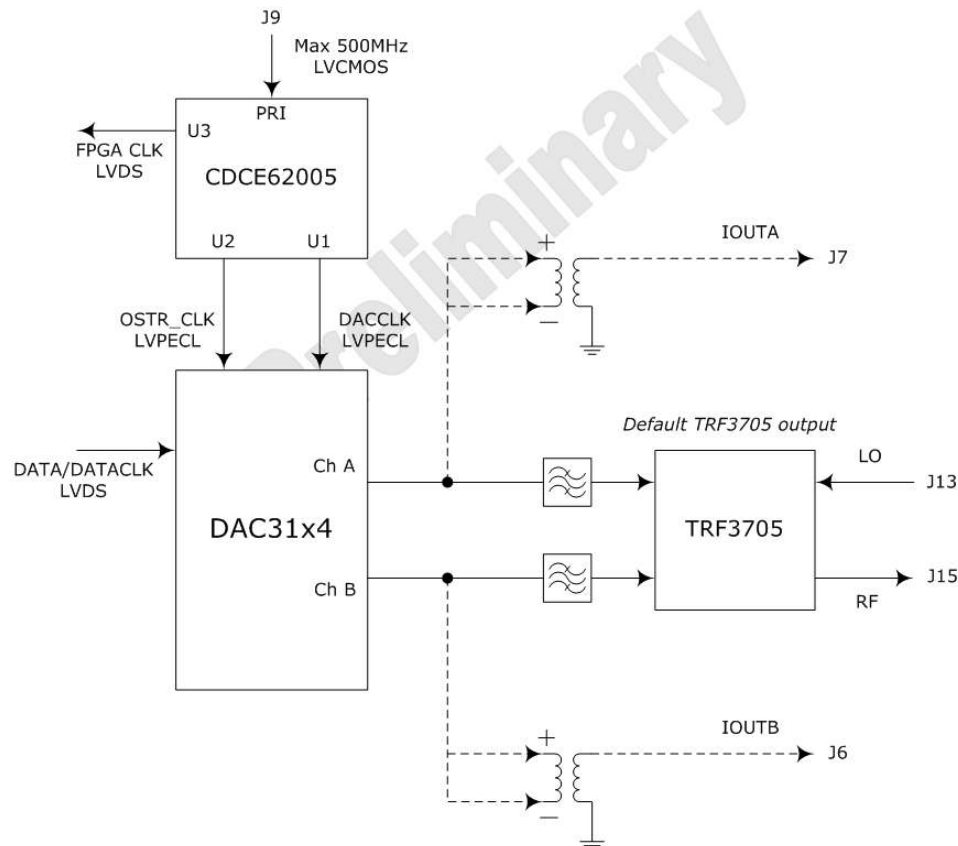 J9
Max 500MHz
LVCMOS
PRI
U3
FPGA CLK
LVDS
CDCE62005
U2
U1
OSTR_CLK
LVPECL
DACCLK
LVPECL
Preliminary
+
IOUTA
J7
—
DATA/DATACLK
LVDS
DAC31x4
Ch A
Ch B
Default TRF3705 output
TRF3705
LO
J13
J15
RF
+
IOUTB
J6
—